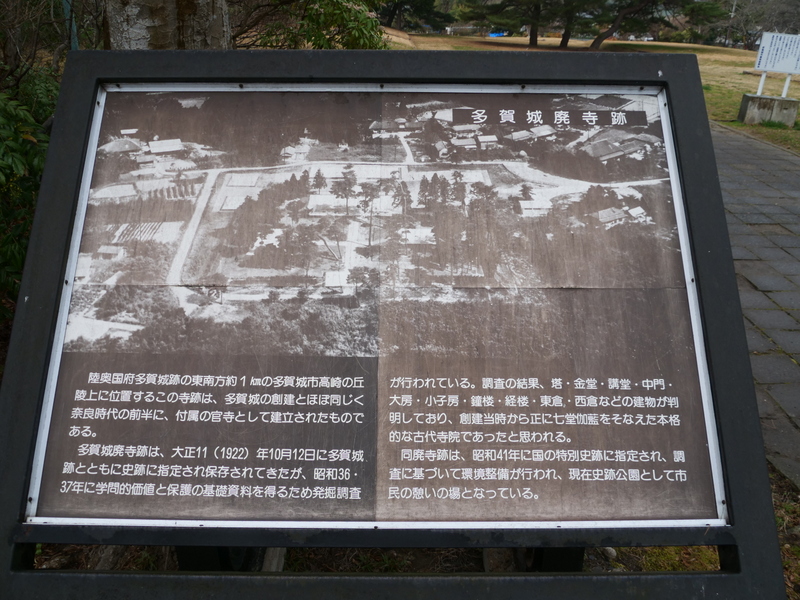 多賀城廃寺跡
陸奥国府多賀城跡の東南方約1㎞の多賀城市高崎の丘
陵上に位置するこの寺跡は、多賀城の創建とほぼ同じく
奈良時代の前半に、付属の官寺として建立されたもので
ある。
多賀城廃寺跡は、大正11（1922）年10月12日に多賀城
跡とともに史跡に指定され保存されてきたが、昭和36・
37年に学問的価値と保護の基礎資料を得るため発掘調査
が行われている。調査の結果、塔・金堂・講堂・中門・
大房・小子房・鐘楼・経楼・東倉・西倉などの建物が判
明しており、創建当時から正に七堂伽藍をそなえた本格
的な古代寺院であったと思われる。
同廃寺跡は、昭和41年に国の特別史跡に指定され、調
査に基づいて環境整備が行われ、現在史跡公園として市
民の憩いの場となっている。